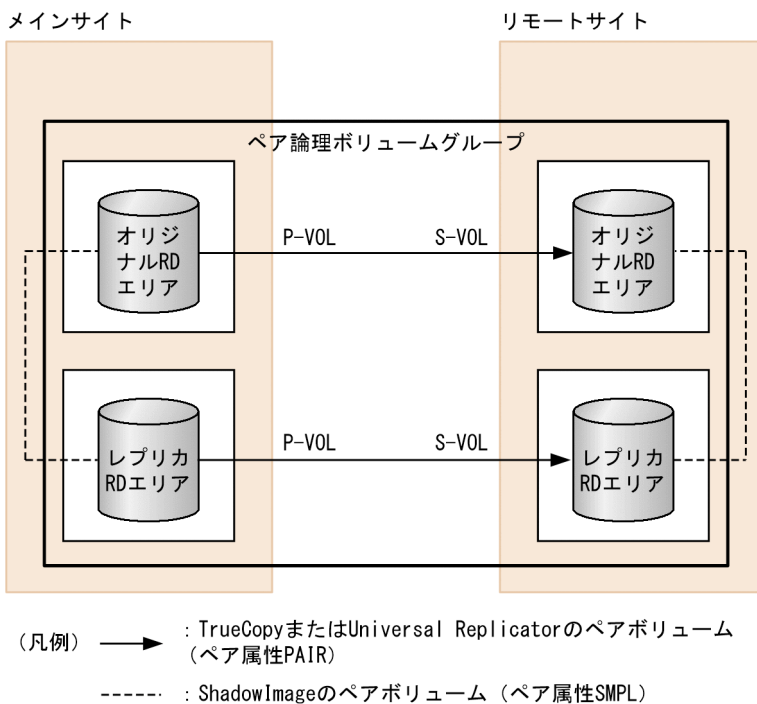 メインサイト
リモートサイト
ペア論理ボリュームグループ
オリジ
ナルRD
エリア
P-VOL
S-VOL
オリジ
ナルRD
エリア
レプリカ
RDエリア
P-VOL
S-VOL
レプリカ
RDエリア
(凡例)
:TrueCopyまたはUniversal Replicatorのペアボリューム
(ペア属性PAIR)
:ShadowImageのペアボリューム(ペア属性SMPL)